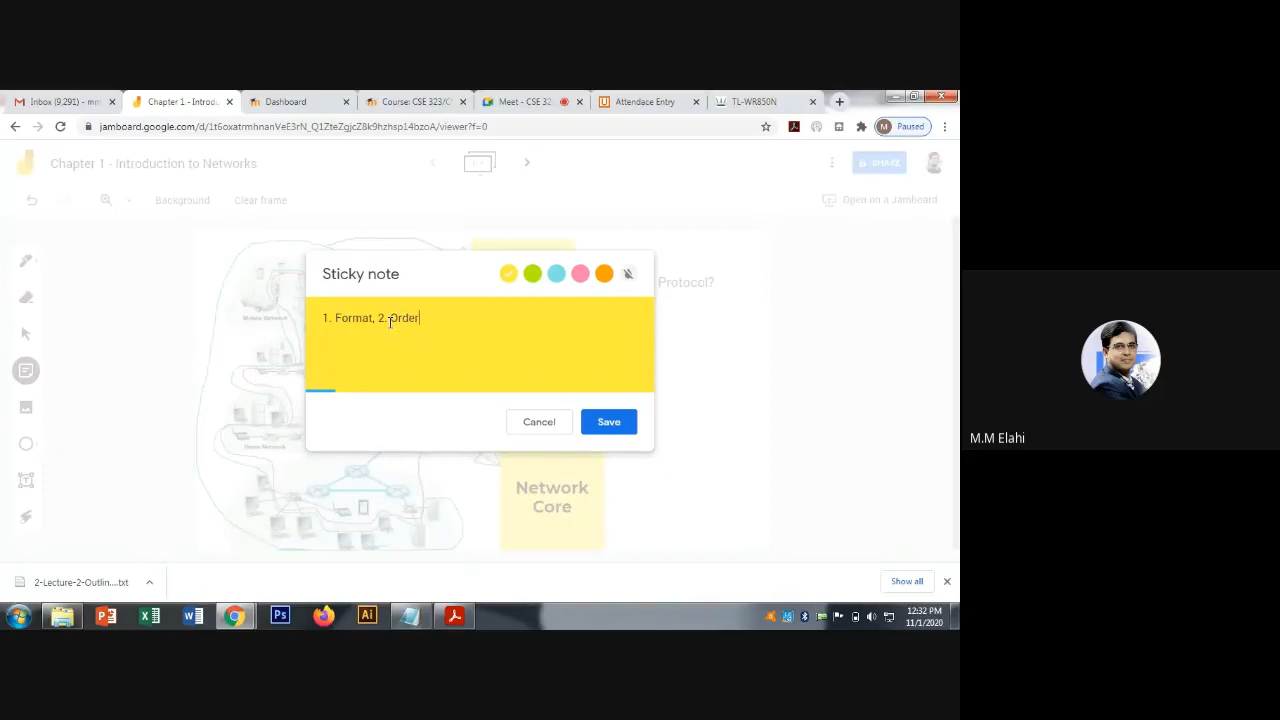 Inbox (9,291) - mm
Chapter 1 - Introdu
Dashboard
Course: CSE 323/C
Meet - CSE 32
Attendace Entry
TL-WR850N
jamboard.google.com/d/1t6oxatrmhnanVeE3rN_Q1ZteZgjcZ8k9hzhsp14bzoA/viewer?f=0
M Paused
Chapter 1 - Introduction to Networks
SHARE
Background
Clear frame
Open on a Jamboard
Sticky note
Protocol?
1. Format, 2. Order
Cancel
Save
Network
Core
M.M Elahi
2-Lecture-2-Outlin....txt
Show all
Ps
Ai
12:32 PM
11/1/2020